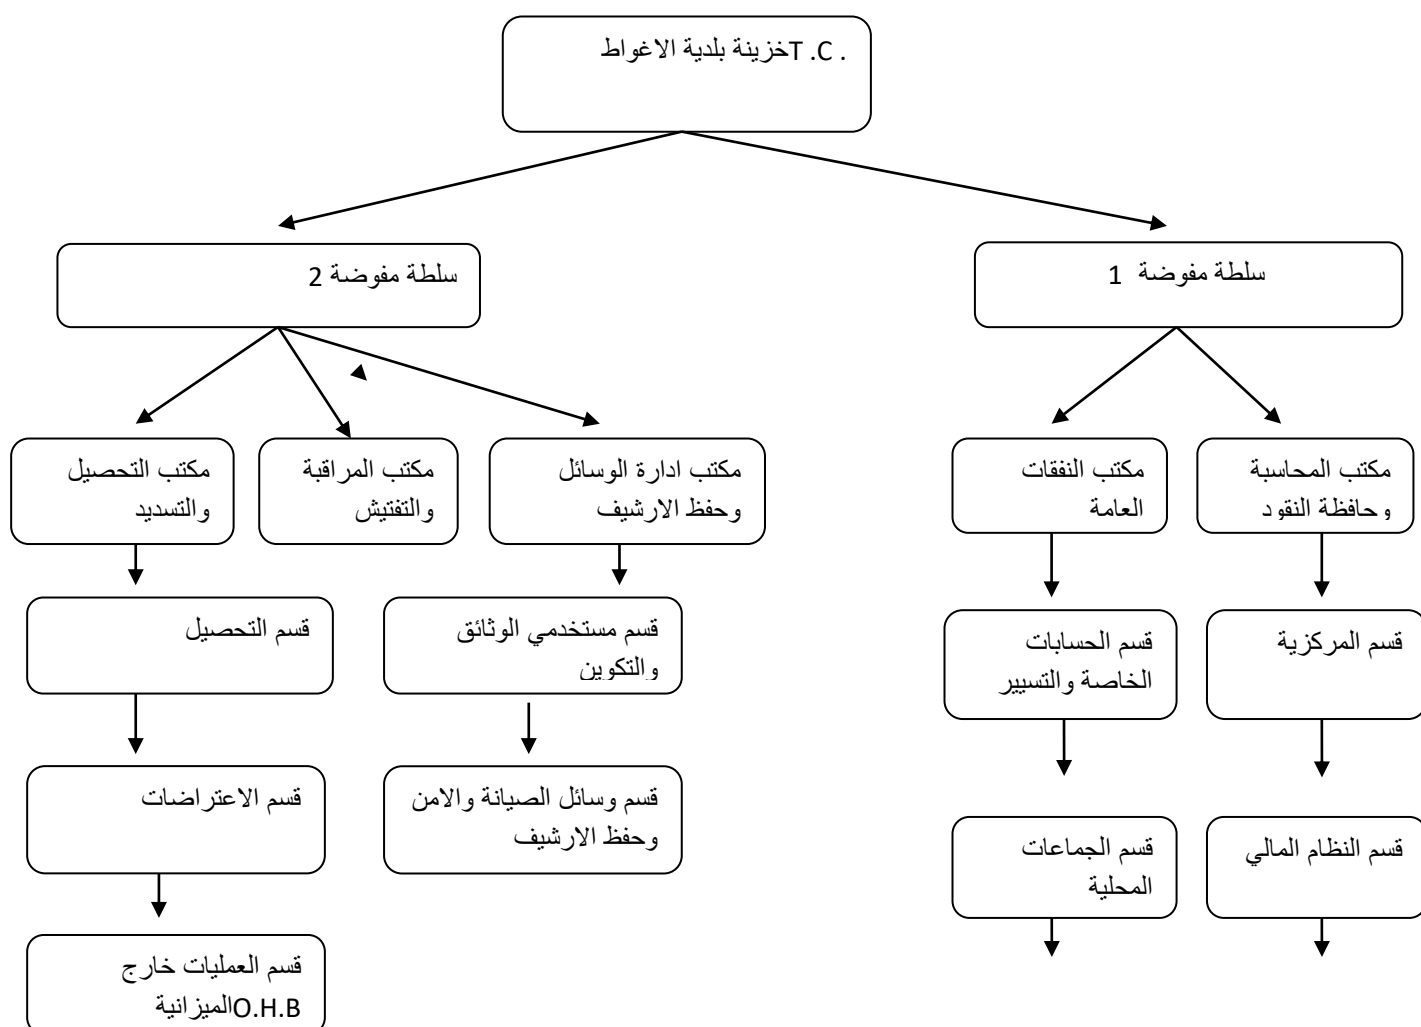 خزينة بلدية الاغواط T .C .
سلطة مفوضة 1
سلطة مفوضة 2
مكتب المحاسبة
وحافظة النقود
مكتب النفقات
العامة
مكتب ادارة الوسائل
وحفظ الارشيف
مكتب المراقبة
والتفتيش
مكتب التحصيل
والتسديد
قسم المركزية
قسم الحسابات
الخاصة والتسيير
قسم مستخدمي الوثائق
والتكوين
قسم التحصيل
قسم النظام المالي
قسم الجماعات
المحلية
قسم وسائل الصيانة والامن
وحفظ الارشيف
قسم الاعتراضات
قسم العمليات خارج
الميزانية O.H.B